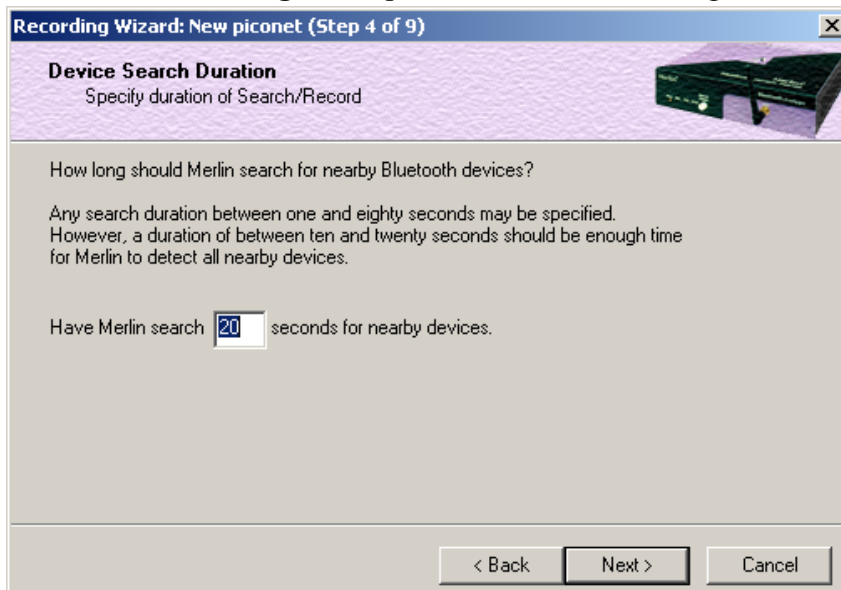 Recording Wizard: New piconet (Step 4 of 9)
Device Search Duration
Specify duration of Search/Record
How long should Merlin search for nearby Bluetooth devices?
Any search duration between one and eighty seconds may be specified.
However, a duration of between ten and twenty seconds should be enough time
for Merlin to detect all nearby devices.
Have Merlin search 20 seconds for nearby devices.
< Back Next > Cancel